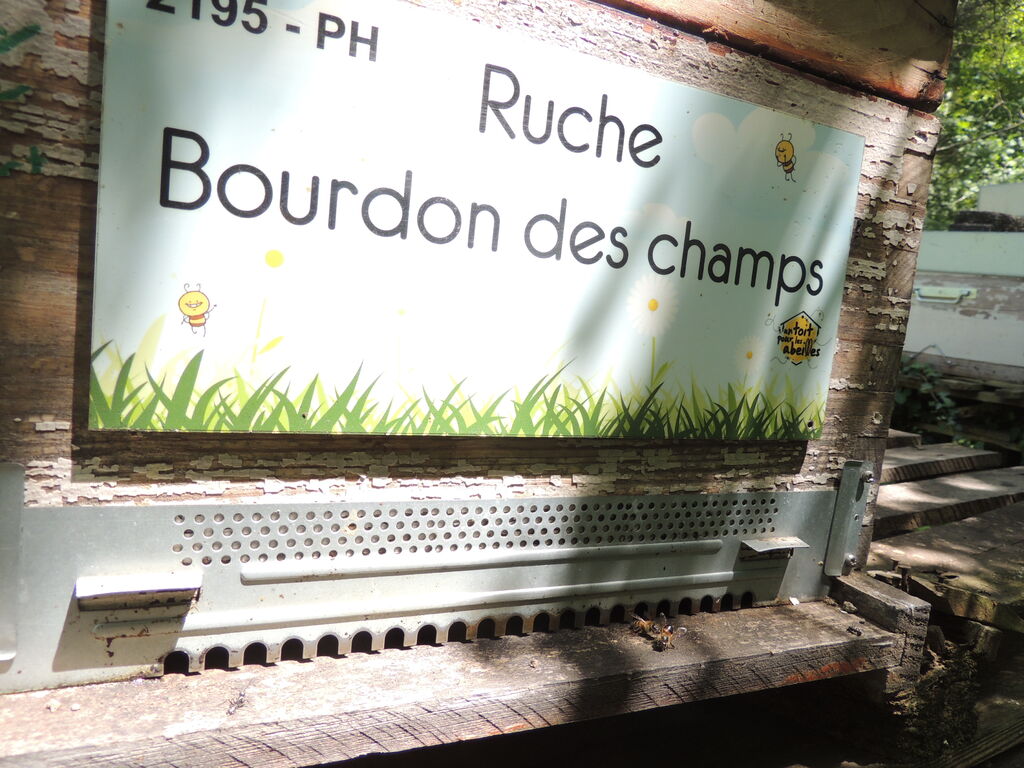 2195 - PH
Ruche
Bourdon des champs
Un toit
pour les
abeilles